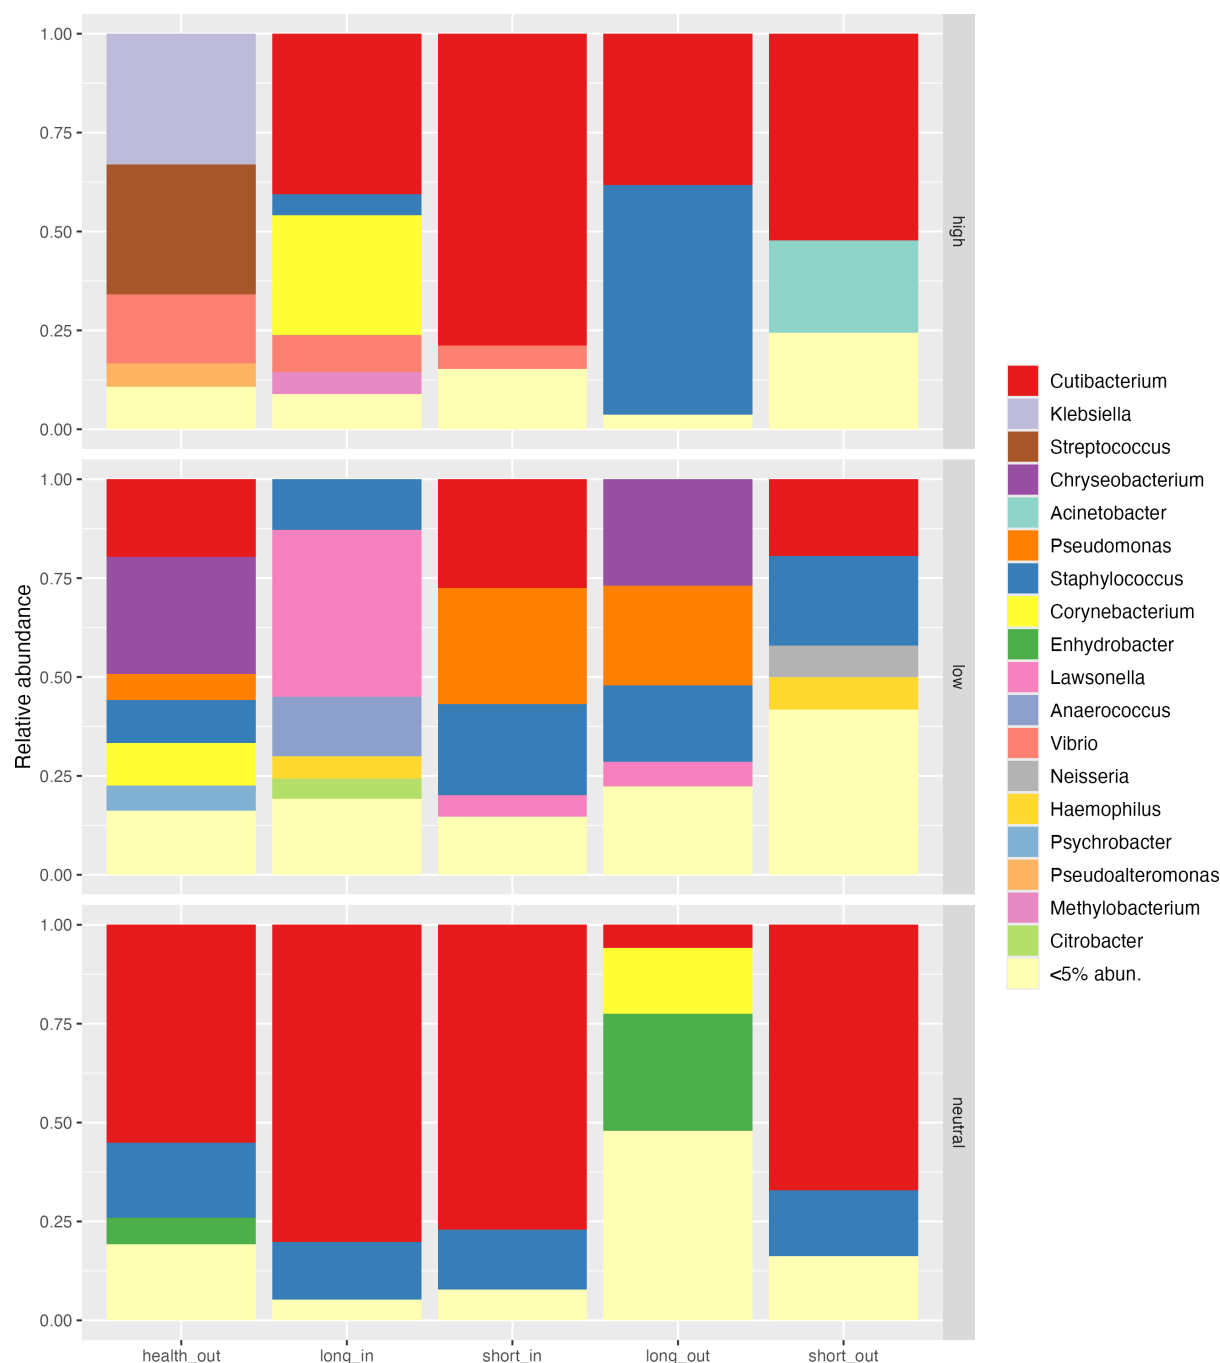 1.00
0.75
0.50
0.25
0.00
high
1.00
0.75
0.50
0.25
0.00
low
1.00
0.75
0.50
0.25
0.00
neutral
Relative abundance
health_out
long_in
short_in
long_out
short_out
Cutibacterium
Klebsiella
Streptococcus
Chryseobacterium
Acinetobacter
Pseudomonas
Staphylococcus
Corynebacterium
Enhydrobacter
Lawsonella
Anaerococcus
Vibrio
Neisseria
Haemophilus
Psychrobacter
Pseudoalteromonas
Methylobacterium
Citrobacter
<5% abun.